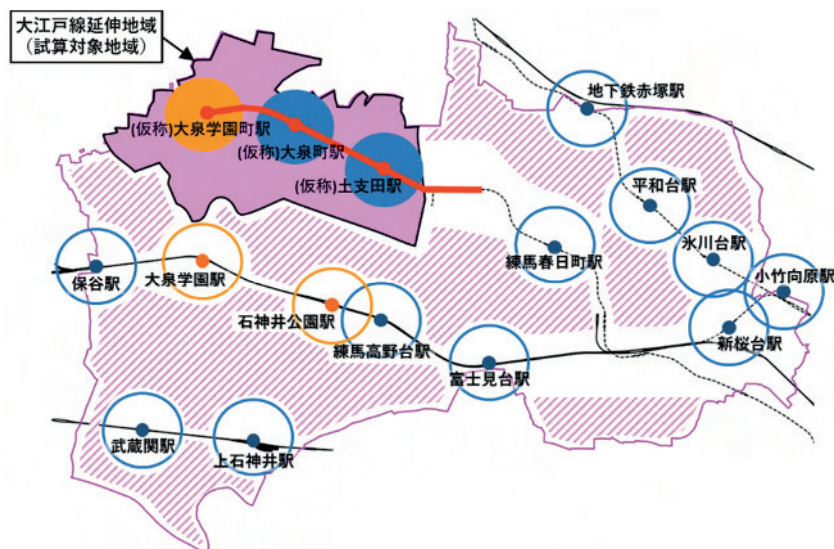 大江戸線延伸地域
（試算対象地域）
地下鉄赤塚駅
(仮称)大泉学園町駅
(仮称)大泉町駅
(仮称)土支田駅
平和台駅
氷川台駅
小竹向原駅
練馬春日町駅
保谷駅
大泉学園駅
石神井公園駅
練馬高野台駅
新桜台駅
富士見台駅
武蔵関駅
上石神井駅